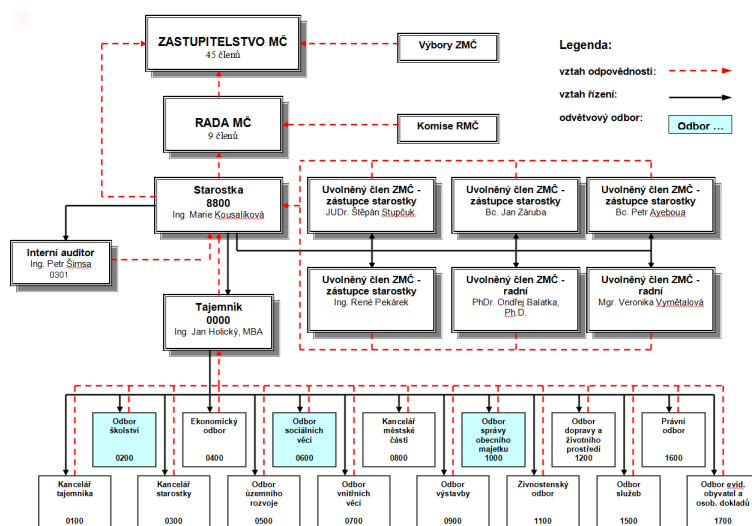 ZASTUPITELSTVO MČ
45 členů
Výbory ZMČ
Legenda:
vztah odpovědnosti:
vztah řízení:
odvětvový odbor:
Odbor ...
RADA MČ
9 členů
Komise RMČ
Starostka
8800
Ing. Marie Kousalíková
Uvolněný člen ZMČ -
zástupce starostky
JUDr. Štěpán Stupčuk,
Uvolněný člen ZMČ -
zástupce starostky
Bc. Jan Záruba
Uvolněný člen ZMČ -
zástupce starostky
Bc. Petr Ayeboua
Interní auditor
Ing. Petr Šimsa
0301
Uvolněný člen ZMČ -
zástupce starostky
Ing. René Pekárek
Uvolněný člen ZMČ -
radní
PhDr. Ondřej Balatka,
Ph.D.
Uvolněný člen ZMČ -
radní
Mgr. Veronika Vymětalová
Tajemník
0000
Ing. Jan Holický, MBA
Odbor
školství
0200
Ekonomický
odbor
0400
Odbor
sociálních
věcí
0600
Kancelář
městské
části
0800
Odbor
správy
obecního
majetku
1000
Odbor
dopravy a
životního
prostředí
1200
Právní
odbor
1600
Kancelář
tajemníka
0100
Kancelář
starostky
0300
Odbor
územního
rozvoje
0500
Odbor
vnitřních
věcí
0700
Odbor
výstavby
0900
Živnostenský
odbor
1100
Odbor
služeb
1500
Odbor evid.
obyvatel a
osob. dokladů
1700